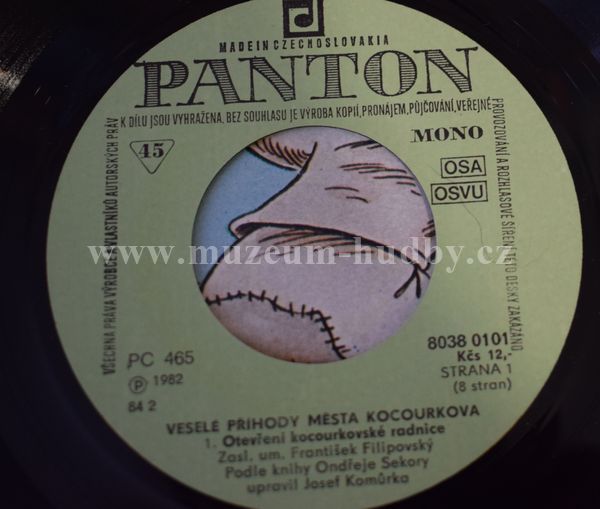 MADE IN CZECHOSLOVAKIA
PANTON
VŠECHNA PRÁVA VÝROBCE I VLASTNÍKŮ AUTORSKÝCH PRÁV
K DÍLU JSOU VYHRAŽENA. BEZ SOUHLASU JE VÝROBA KOPIÍ, PRONÁJEM, PŮJČOVÁNÍ, VEŘEJNÉ
PROVOZOVÁNÍ A ROZHLASOVÉ ŠÍŘENÍ TÉTO DESKY ZAKÁZÁNO
45
MONO
OSA
OSVU
www.muzeum-hudby.cz
PC 465
Ⓟ 1982
84 2
8038 0101
Kčs 12,-
STRANA 1
(8 stran)
VESELÉ PŘÍHODY MĚSTA KOCOURKOVA
1. Otevření kocourkovské radnice
Zasl. um. František Filipovský
Podle knihy Ondřeje Sekory
upravil Josef Komůrka